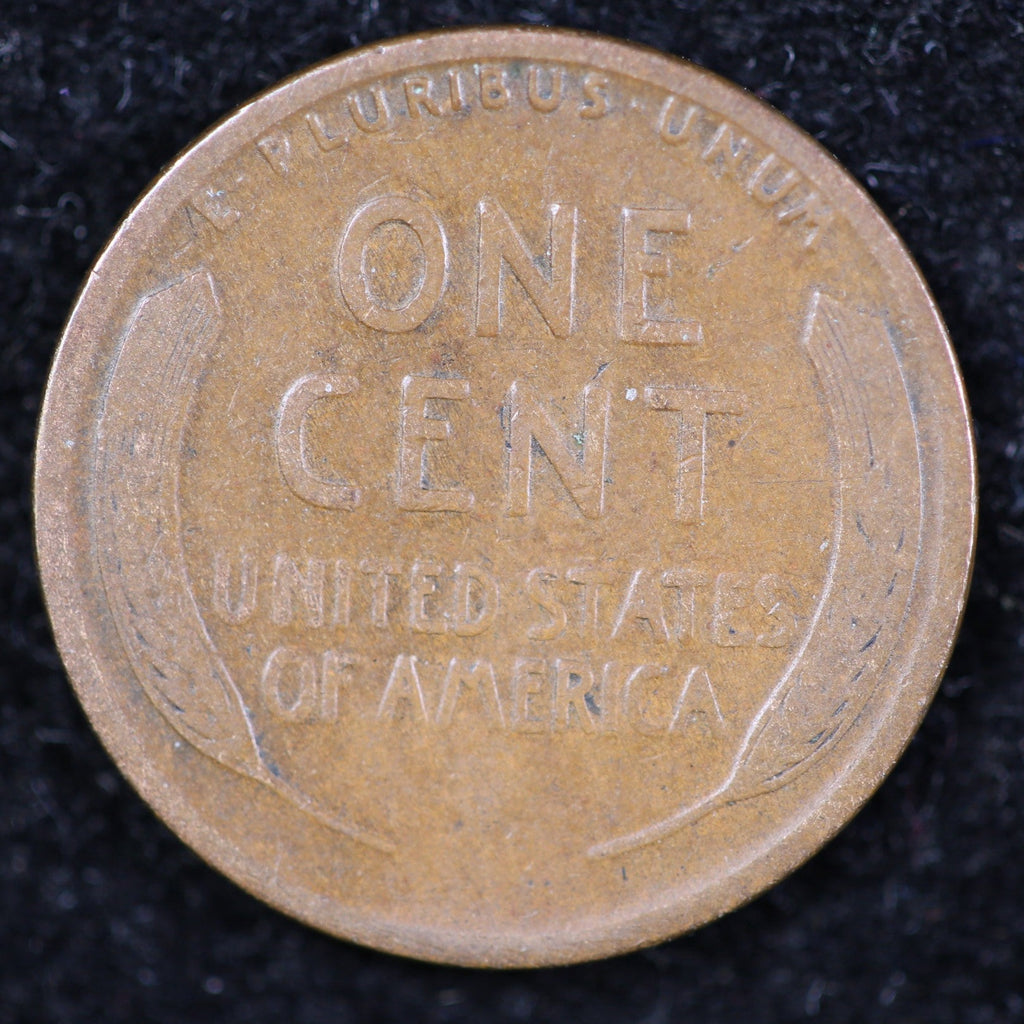 E · PLURIBUS · UNUM
ONE
CENT
UNITED STATES
OF AMERICA